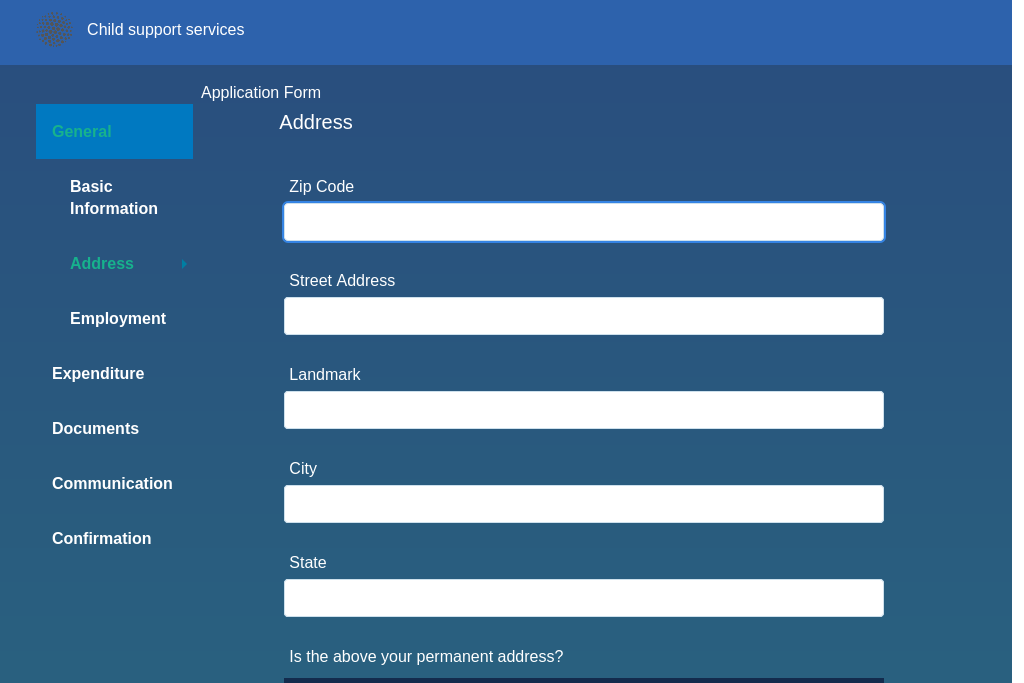 Child support services
Application Form
General
Address
Basic
Information
Address
Employment
Expenditure
Documents
Communication
Confirmation
Zip Code
Street Address
Landmark
City
State
Is the above your permanent address?